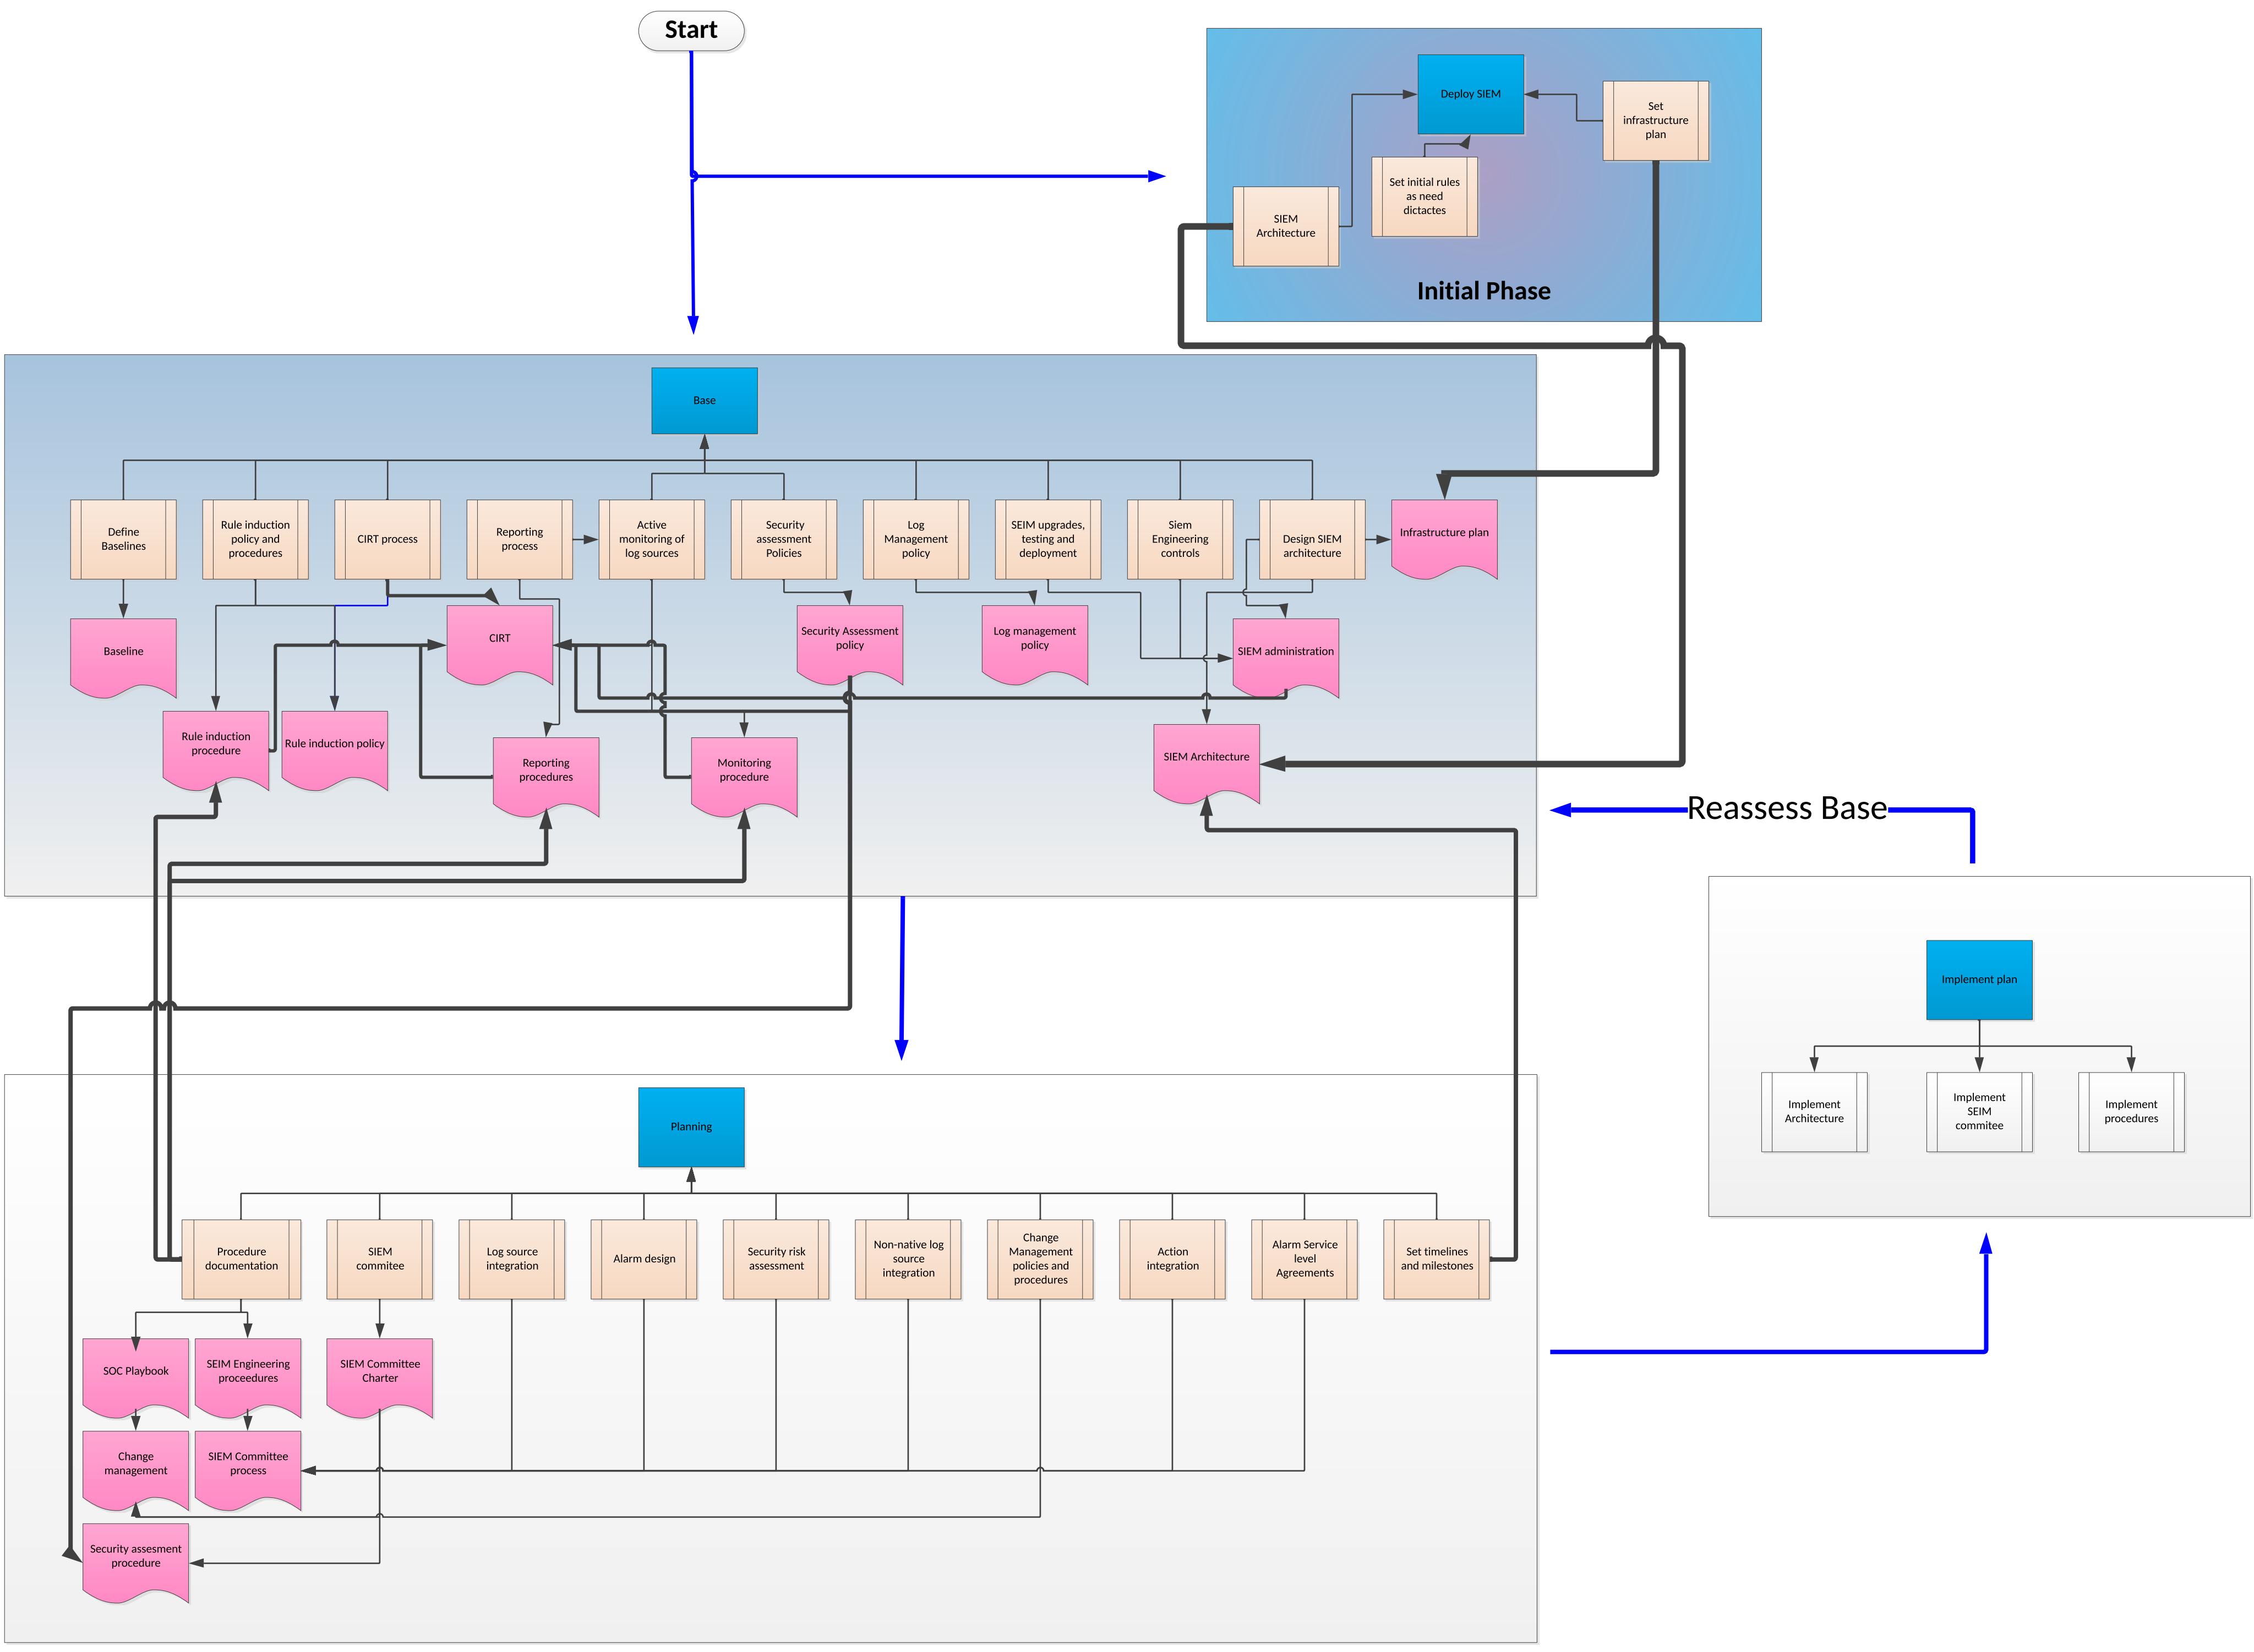 Start
Deploy SIEM
Set
infrastructure
plan
Set initial rules
as need
dictactes
SIEM
Architecture
Initial Phase
Base
Define
Baselines
Rule induction
policy and
procedures
CIRT process
Reporting
process
Active
monitoring of
log sources
Security
assessment
Policies
Log
Management
policy
SEIM upgrades,
testing and
deployment
Siem
Engineering
controls
Design SIEM
architecture
Infrastructure plan
Baseline
CIRT
Security Assessment
policy
Log management
policy
SIEM administration
Rule induction
procedure
Rule induction policy
Reporting
procedures
Monitoring
procedure
SIEM Architecture
Reassess Base
Implement plan
Implement
Architecture
Implement
SEIM
commitee
Implement
procedures
Planning
Procedure
documentation
SIEM
commitee
Log source
integration
Alarm design
Security risk
assessment
Non-native log
source
integration
Change
Management
policies and
procedures
Action
integration
Alarm Service
level
Agreements
Set timelines
and milestones
SOC Playbook
SEIM Engineering
proceedures
SIEM Committee
Charter
Change
management
SIEM Committee
process
Security assesment
procedure